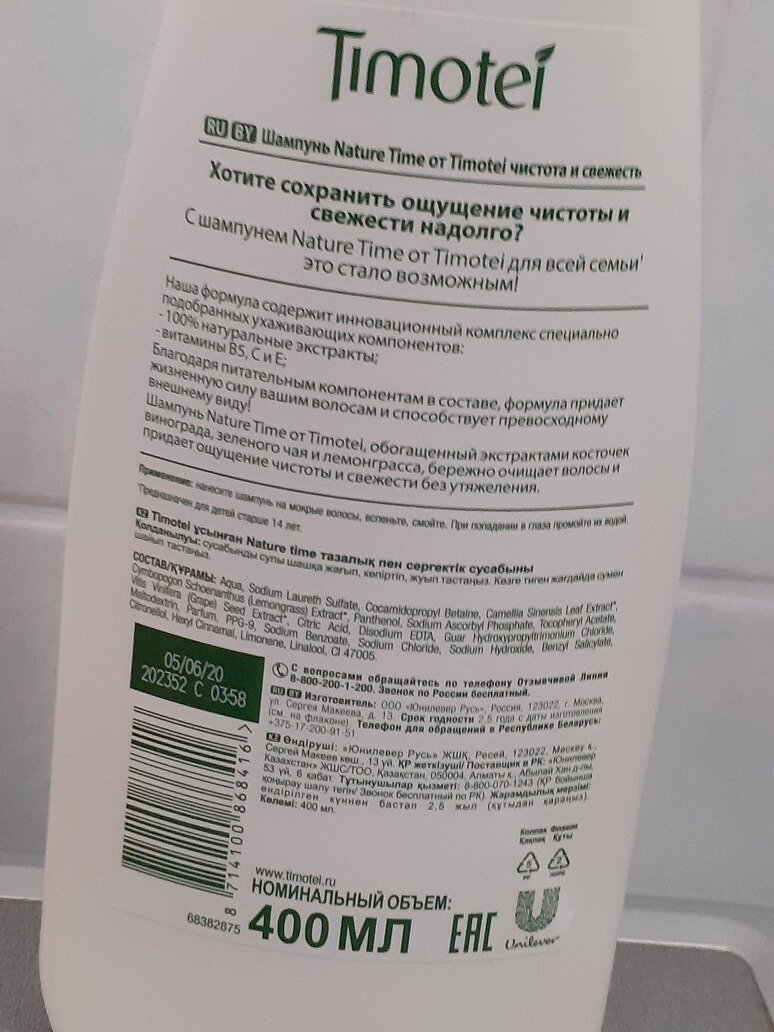 Timotei
RU BY Шампунь Nature Time от Timotei чистота и свежесть
Хотите сохранить ощущение чистоты и
свежести надолго?
С шампунем Nature Time от Timotei для всей семьи¹
это стало возможным!
Наша формула содержит инновационный комплекс специально
подобранных ухаживающих компонентов:
- 100% натуральные экстракты;
- витамины B5, C и E;
Благодаря питательным компонентам в составе, формула придает
жизненную силу вашим волосам и способствует превосходному
внешнему виду!
Шампунь Nature Time от Timotei, обогащенный экстрактами косточек
винограда, зеленого чая и лемонграсса, бережно очищает волосы и
придает ощущение чистоты и свежести без утяжеления.
Применение: нанесите шампунь на мокрые волосы, вспеньте, смойте. При попадании в глаза промойте их водой.
¹Предназначен для детей старше 14 лет.
KZ Timotei ұсынған Nature time тазалық пен сергектік сусабыны
Қолданылуы: сусабынды сулы шашқа жағып, көпіртіп, жуып тастаңыз. Көзге тиген жағдайда сумен
шайып тастаңыз.
СОСТАВ/ҚҰРАМЫ: Aqua, Sodium Laureth Sulfate, Cocamidopropyl Betaine, Camellia Sinensis Leaf Extract*,
Cymbopogon Schoenanthus (Lemongrass) Extract*, Panthenol, Sodium Ascorbyl Phosphate, Tocopheryl Acetate,
Vitis Vinifera (Grape) Seed Extract*, Citric Acid, Disodium EDTA, Guar Hydroxypropyltrimonium Chloride,
Maltodextrin, Parfum, PPG-9, Sodium Benzoate, Sodium Chloride, Sodium Hydroxide, Benzyl Salicylate,
Citronellol, Hexyl Cinnamal, Limonene, Linalool, CI 47005.
05/06/20
202352 C 03:58
С вопросами обращайтесь по телефону Отзывчивой Линии
8-800-200-1-200. Звонок по России бесплатный.
RU BY Изготовитель: ООО «Юнилевер Русь», Россия, 123022, г. Москва,
ул. Сергея Макеева, д. 13. Срок годности 2,5 года с даты изготовления
(см. на флаконе). Телефон для обращений в Республике Беларусь:
+375-17-200-91-51
KZ Өндіруші: «Юнилевер Русь» ЖШҚ, Ресей, 123022, Мәскеу қ.,
Сергей Макеев көш., 13 үй. ҚР жеткізуші/ Поставщик в РК: «Юнилевер
Казахстан» ЖШС/ТОО, Қазақстан, 050004, Алматы қ., Абылай Хан д-лы,
53 үй, 6 қабат. Тұтынушылар қызметі: 8-800-070-1243 (ҚР бойынша
қоңырау шалу тегін/ Звонок бесплатный по РК). Жарамдылық мерзімі:
өндірілген күннен бастап 2,5 жыл (құтыдан қараңыз).
Көлемі: 400 мл.
8 714100 868416
68382875
www.timotei.ru
НОМИНАЛЬНЫЙ ОБЪЕМ:
400 МЛ
EAC
Колпак Флакон
Қақпақ Құты
5
2
Unilever